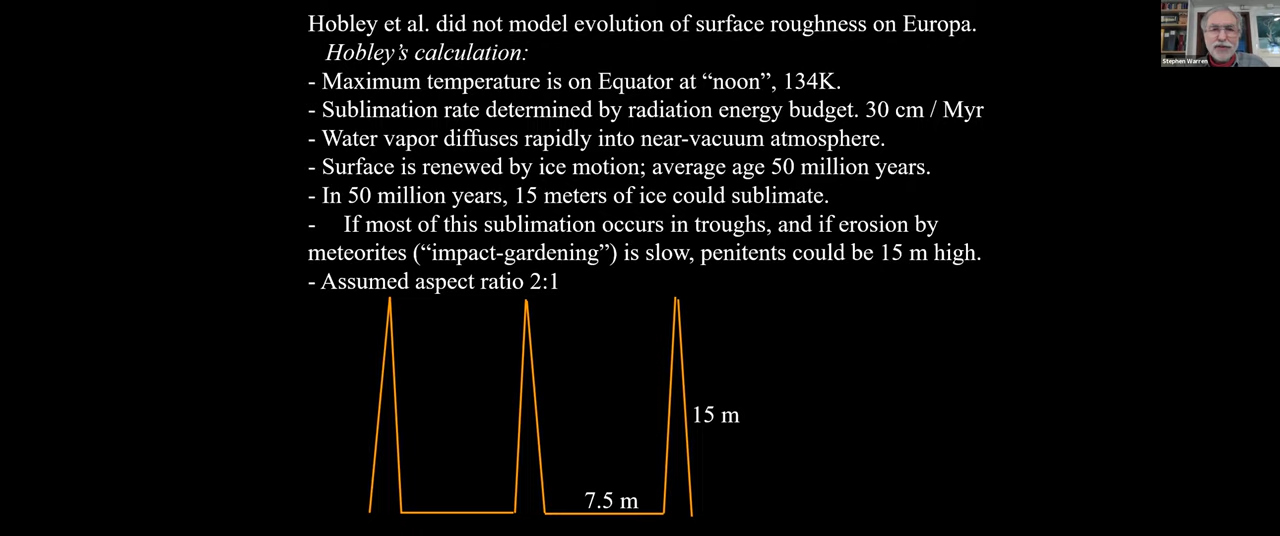 Hobley et al. did not model evolution of surface roughness on Europa.
Hobley’s calculation:
- Maximum temperature is on Equator at “noon”, 134K.
- Sublimation rate determined by radiation energy budget. 30 cm / Myr
- Water vapor diffuses rapidly into near-vacuum atmosphere.
- Surface is renewed by ice motion; average age 50 million years.
- In 50 million years, 15 meters of ice could sublimate.
- If most of this sublimation occurs in troughs, and if erosion by
meteorites (“impact-gardening”) is slow, penitents could be 15 m high.
- Assumed aspect ratio 2:1
15 m
7.5 m
Stephen Warren